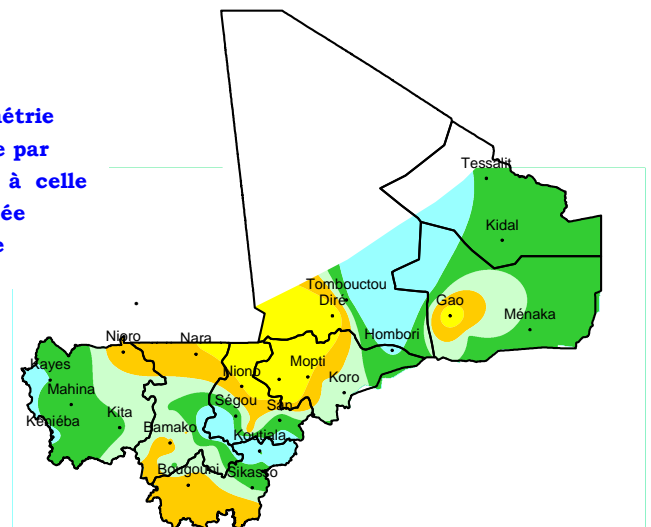 étrie
e par
à celle
ée
e
Tessalit
Kidal
Tombouctou
Dire
Gao
Ménaka
Hombori
Nioro
Nara
Niono
Mopti
Koro
Kayes
Mahina
Kéniéba
Kita
Ségou
San
Bamako
Koutiala
Bougouni
Sikasso